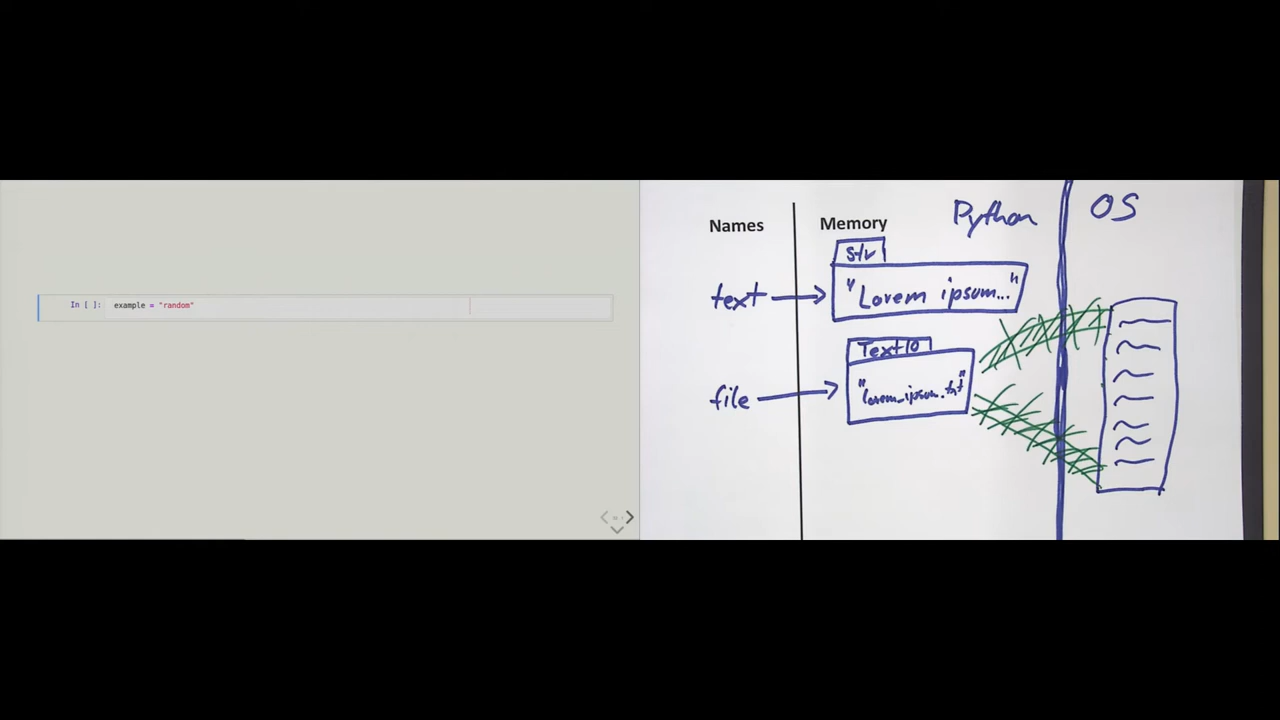 In [ ]: example = "random"
Names Memory Python OS
str
text "Lorem ipsum..."
TextIO
file "lorem_ipsum.txt"